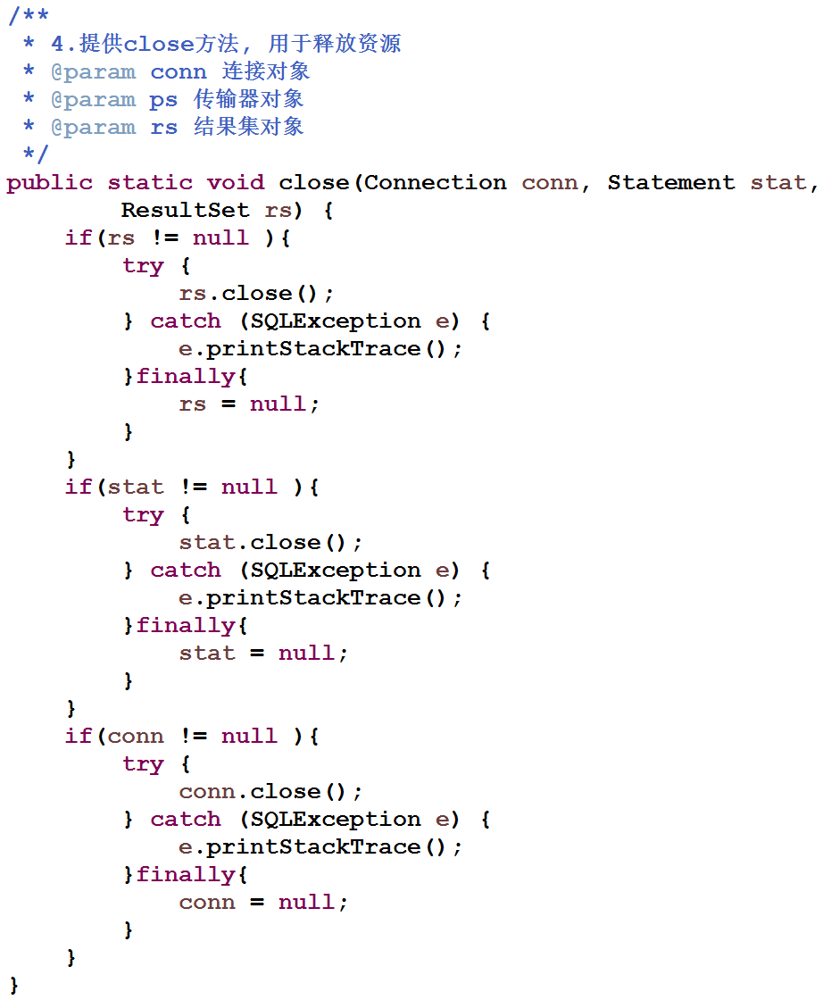 /**
 * 4.提供close方法, 用于释放资源
 * @param conn 连接对象
 * @param ps 传输器对象
 * @param rs 结果集对象
 */
public static void close(Connection conn, Statement stat,
        ResultSet rs) {
    if(rs != null ){
        try {
            rs.close();
        } catch (SQLException e) {
            e.printStackTrace();
        }finally{
            rs = null;
        }
    }
    if(stat != null ){
        try {
            stat.close();
        } catch (SQLException e) {
            e.printStackTrace();
        }finally{
            stat = null;
        }
    }
    if(conn != null ){
        try {
            conn.close();
        } catch (SQLException e) {
            e.printStackTrace();
        }finally{
            conn = null;
        }
    }
}